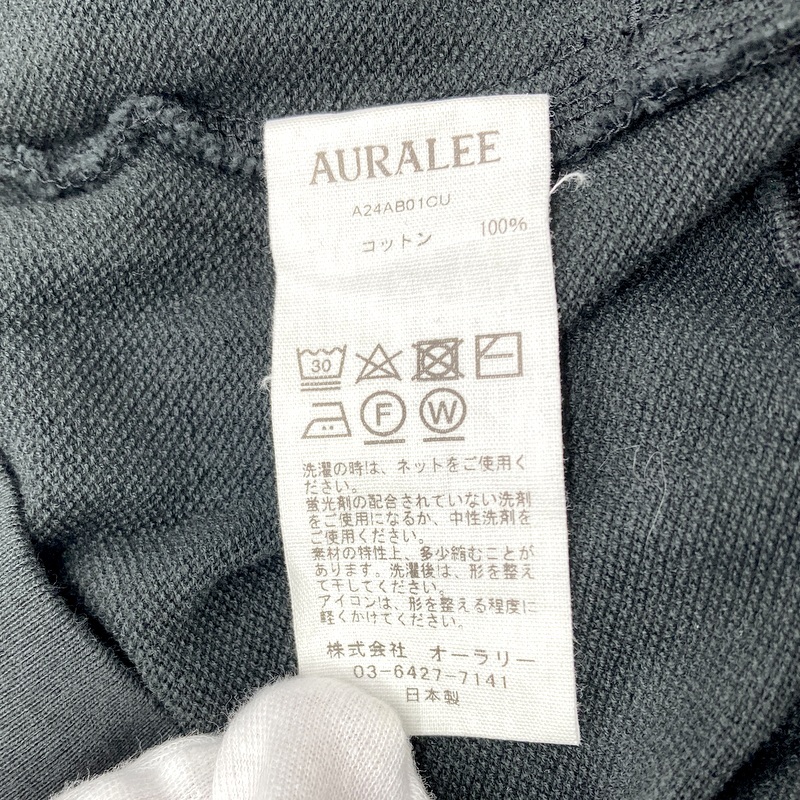 AURALEE
A24AB01CU
コットン 100%
30
F W
洗濯の時は、ネットをご使用く
ださい。
蛍光剤の配合されていない洗剤
をご使用になるか、中性洗剤を
ご使用ください。
素材の特性上、多少縮むことが
あります。洗濯後は、形を整え
て干してください。
アイコンは、形を整える程度に
軽くかけてください。
株式会社 オーラリー
03-6427-7141
日本製